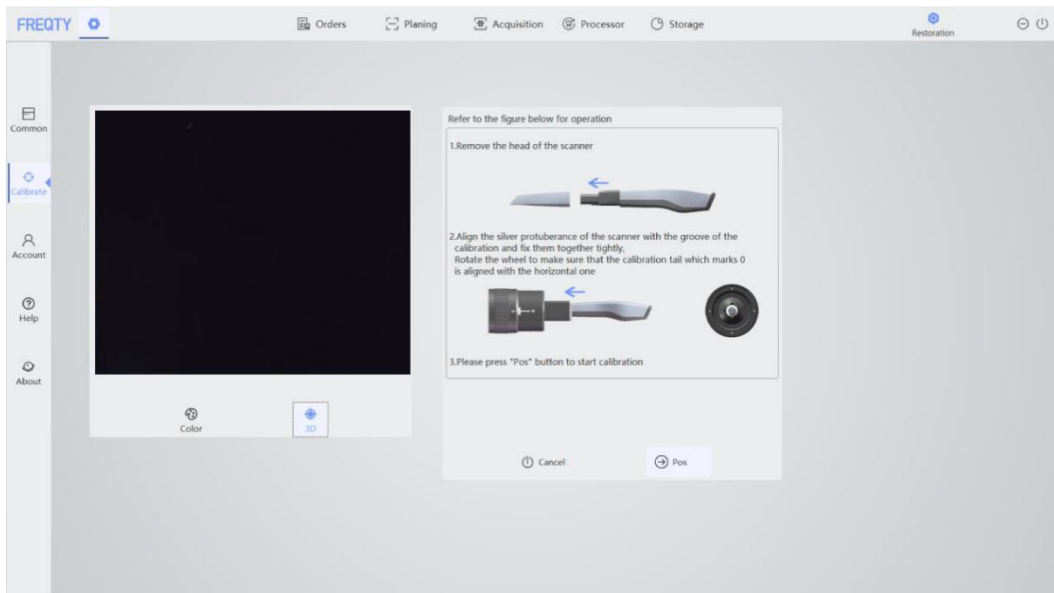 FREQTY
Orders
Planing
Acquisition
Processor
Storage
Restoration
Common
Calibrate
Account
Help
About
Color
3D
Refer to the figure below for operation
1.Remove the head of the scanner
2.Align the silver protuberance of the scanner with the groove of the
calibration and fix them together tightly,
Rotate the wheel to make sure that the calibration tail which marks 0
is aligned with the horizontal one
3.Please press "Pos" button to start calibration
Cancel
Pos